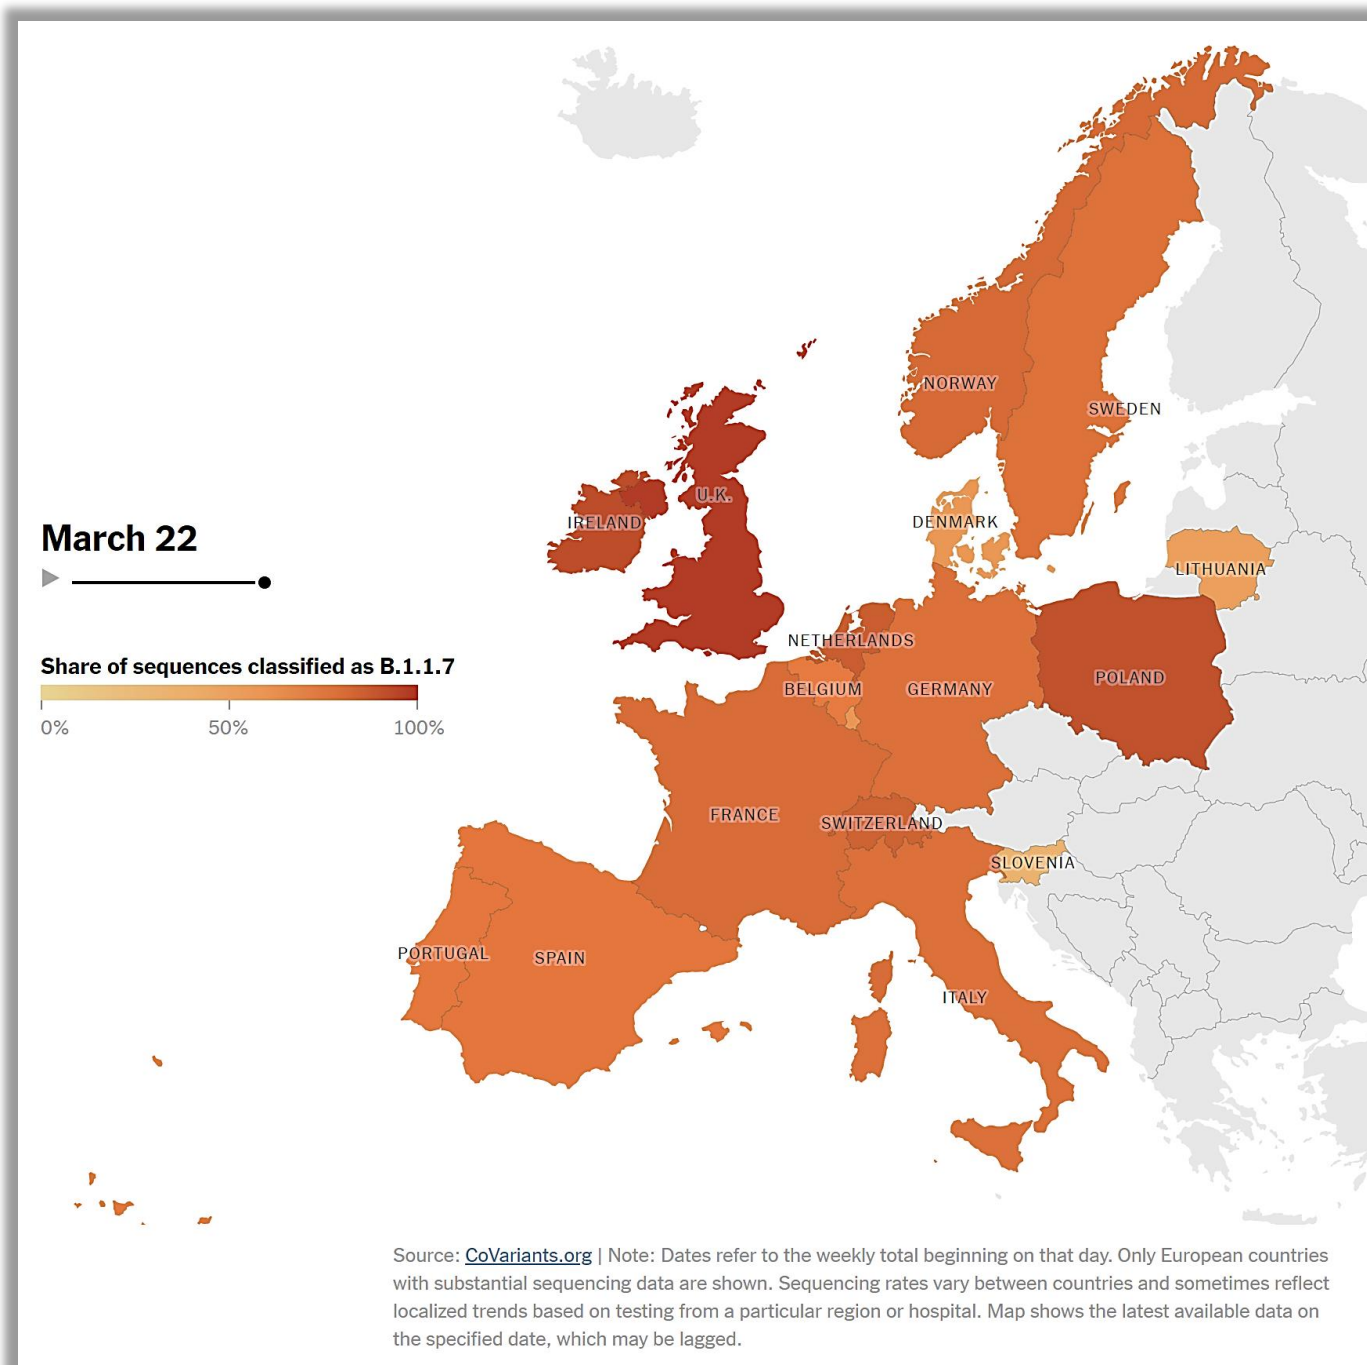 NORWAY
SWEDEN
U.K.
IRELAND
DENMARK
March 22
LITHUANIA
NETHERLANDS
Share of sequences classified as B.1.1.7
0% 50% 100%
BELGIUM
GERMANY
POLAND
FRANCE
SWITZERLAND
SLOVENIA
PORTUGAL
SPAIN
ITALY
Source: CoVariants.org | Note: Dates refer to the weekly total beginning on that day. Only European countries
with substantial sequencing data are shown. Sequencing rates vary between countries and sometimes reflect
localized trends based on testing from a particular region or hospital. Map shows the latest available data on
the specified date, which may be lagged.